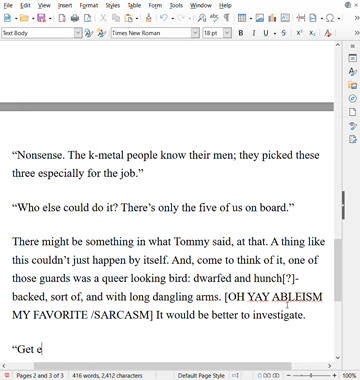 File Edit View Insert Format Styles Table Form Tools Window Help
Text Body Times New Roman 18 pt
“Nonsense. The k-metal people know their men; they picked these
three especially for the job.”
“Who else could do it? There’s only the five of us on board.”
There might be something in what Tommy said, at that. A thing like
this couldn’t just happen by itself. And, come to think of it, one of
those guards was a queer looking bird: dwarfed and hunch[?]-
backed, sort of, and with long dangling arms. [OH YAY ABLEISM
MY FAVORITE /SARCASM] It would be better to investigate.
“Get e
Pages 2 and 3 of 3 416 words, 2,412 characters Default Page Style 100%